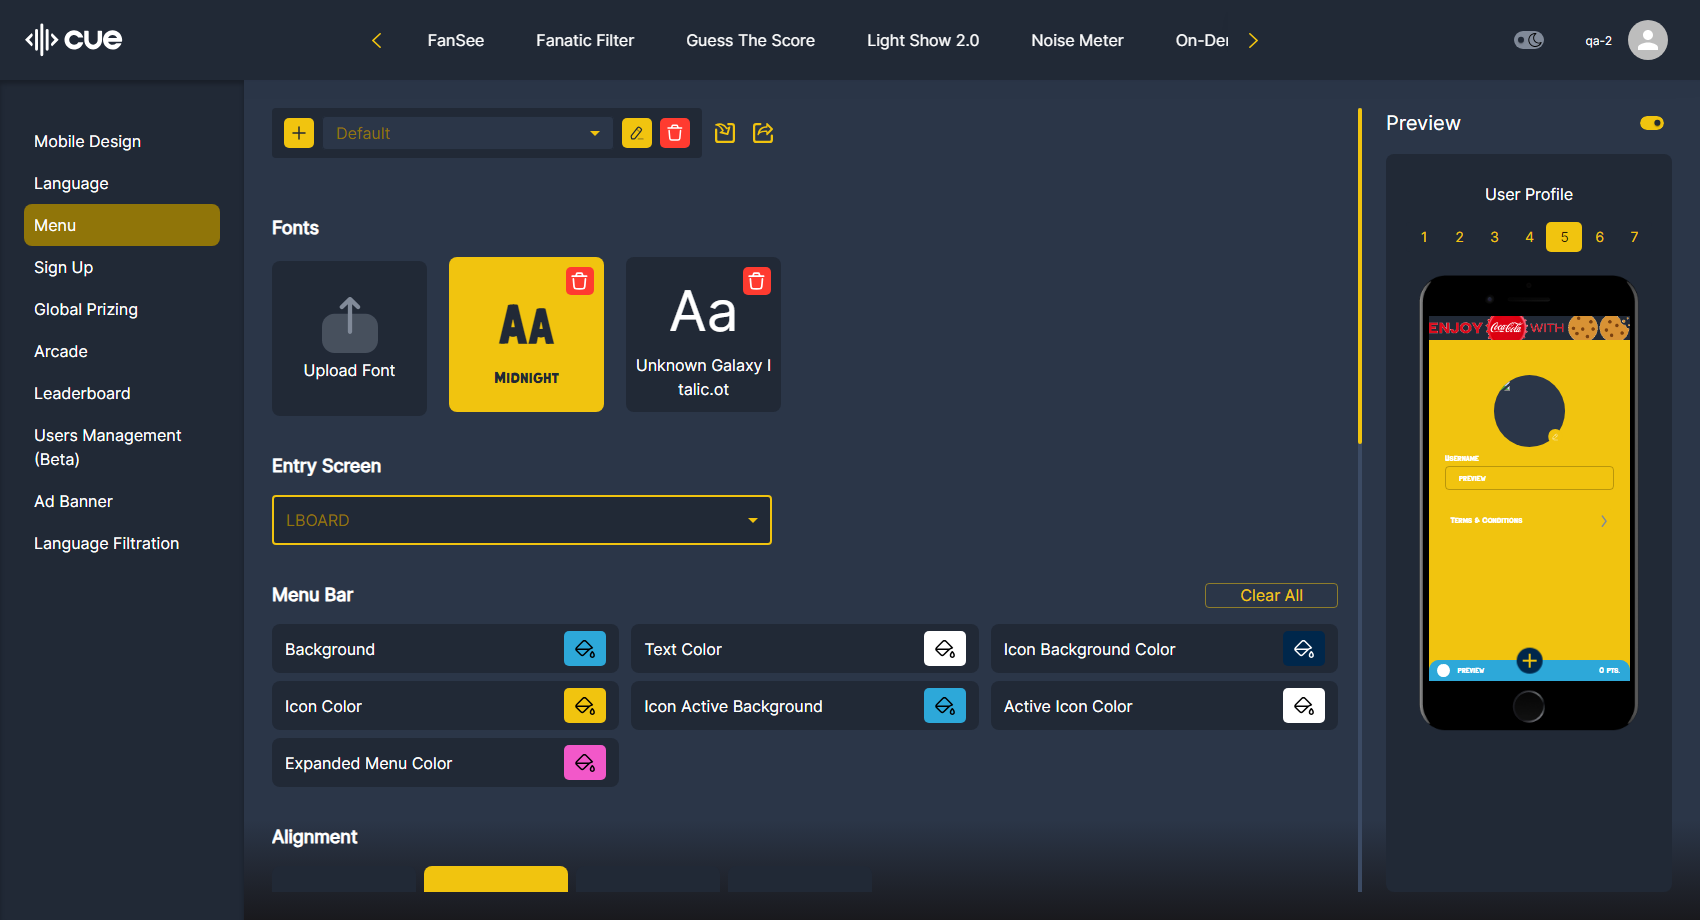 cue
FanSee
Fanatic Filter
Guess The Score
Light Show 2.0
Noise Meter
On-Der
qa-2
Mobile Design
Language
Menu
Sign Up
Global Prizing
Arcade
Leaderboard
Users Management
(Beta)
Ad Banner
Language Filtration
Default
Fonts
Upload Font
AA
MIDNIGHT
Aa
Unknown Galaxy I
talic.ot
Entry Screen
LBOARD
Menu Bar
Clear All
Background
Text Color
Icon Background Color
Icon Color
Icon Active Background
Active Icon Color
Expanded Menu Color
Alignment
Preview
User Profile
1 2 3 4 5 6 7
ENJOY Coca-Cola WITH
USERNAME
PREVIEW
TERMS & CONDITIONS
PREVIEW
0 PTS.